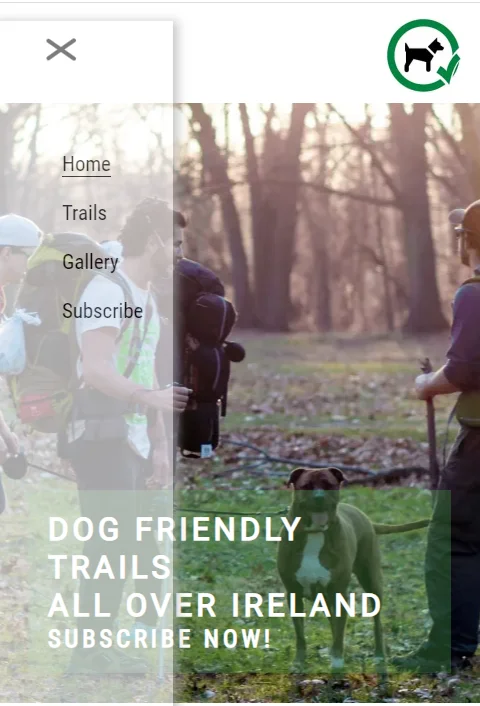 Home
Trails
Gallery
Subscribe
DOG FRIENDLY
TRAILS
ALL OVER IRELAND
SUBSCRIBE NOW!